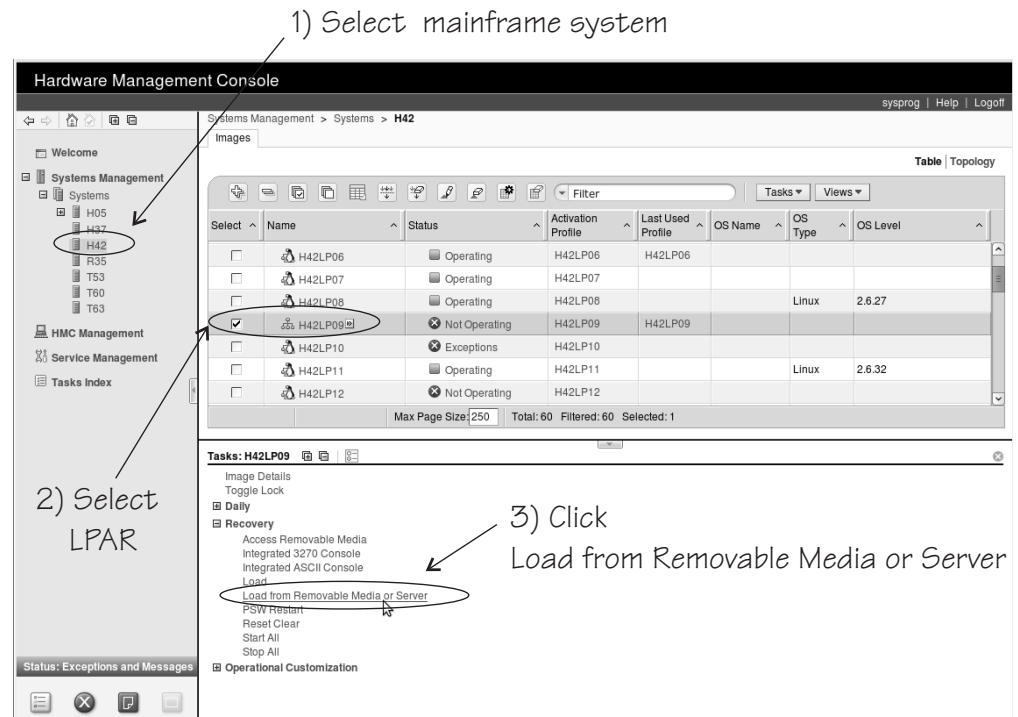 1) Select mainframe system
Hardware Management Console
sysprog | Help | Logoff
Systems Management > Systems > H42
Images
Welcome
Systems Management
Systems
H05
H37
H42
R35
T53
T60
T63
HMC Management
Service Management
Tasks Index
Table | Topology
Filter
Tasks Views
Select Name Status Activation Profile Last Used Profile OS Name OS Type OS Level
H42LP06 Operating H42LP06 H42LP06
H42LP07 Operating H42LP07
H42LP08 Operating H42LP08 Linux 2.6.27
H42LP09 Not Operating H42LP09 H42LP09
H42LP10 Exceptions H42LP10
H42LP11 Operating H42LP11 Linux 2.6.32
H42LP12 Not Operating H42LP12
Max Page Size: 250 Total: 60 Filtered: 60 Selected: 1
2) Select
LPAR
Tasks: H42LP09
Image Details
Toggle Lock
Daily
Recovery
Access Removable Media
Integrated 3270 Console
Integrated ASCII Console
Load
Load from Removable Media or Server
PSW Restart
Reset Clear
Start All
Stop All
Operational Customization
3) Click
Load from Removable Media or Server
Status: Exceptions and Messages